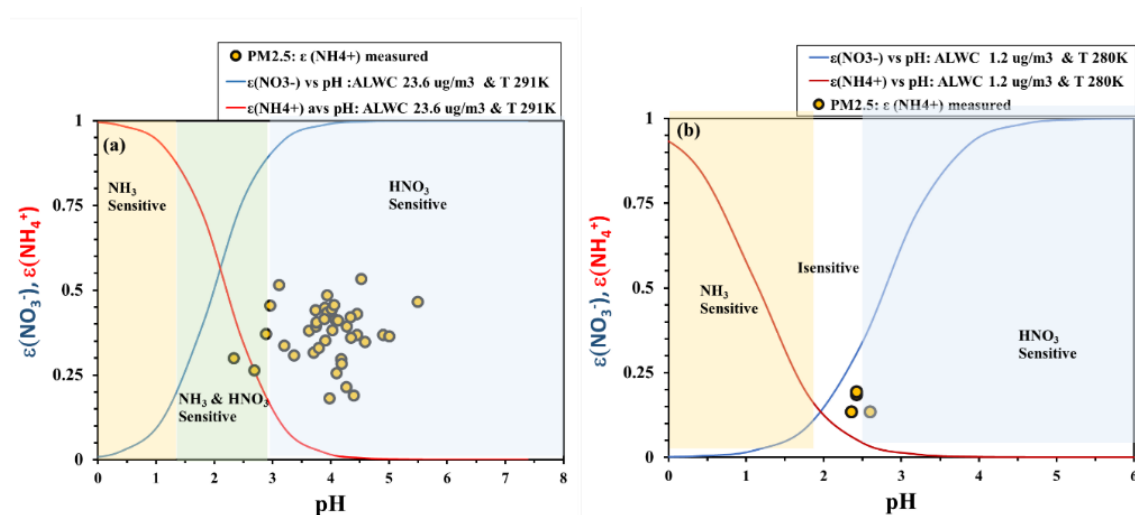 PM2.5: ε (NH4+) measured
ε(NO3-) vs pH :ALWC 23.6 ug/m3 & T 291K
ε(NH4+) avs pH: ALWC 23.6 ug/m3 & T 291K
(a)
NH₃
Sensitive
HNO₃
Sensitive
NH₃ & HNO₃
Sensitive
1
0.75
0.5
0.25
0
0 1 2 3 4 5 6 7 8
ε(NO₃⁻), ε(NH₄⁺)
pH
ε(NO3-) vs pH: ALWC 1.2 ug/m3 & T 280K
ε(NH4+) vs pH: ALWC 1.2 ug/m3 & T 280K
PM2.5: ε (NH4+) measured
(b)
Isensitive
NH₃
Sensitive
HNO₃
Sensitive
1
0.75
0.5
0.25
0
0 1 2 3 4 5 6
ε(NO₃⁻), ε(NH₄⁺)
pH